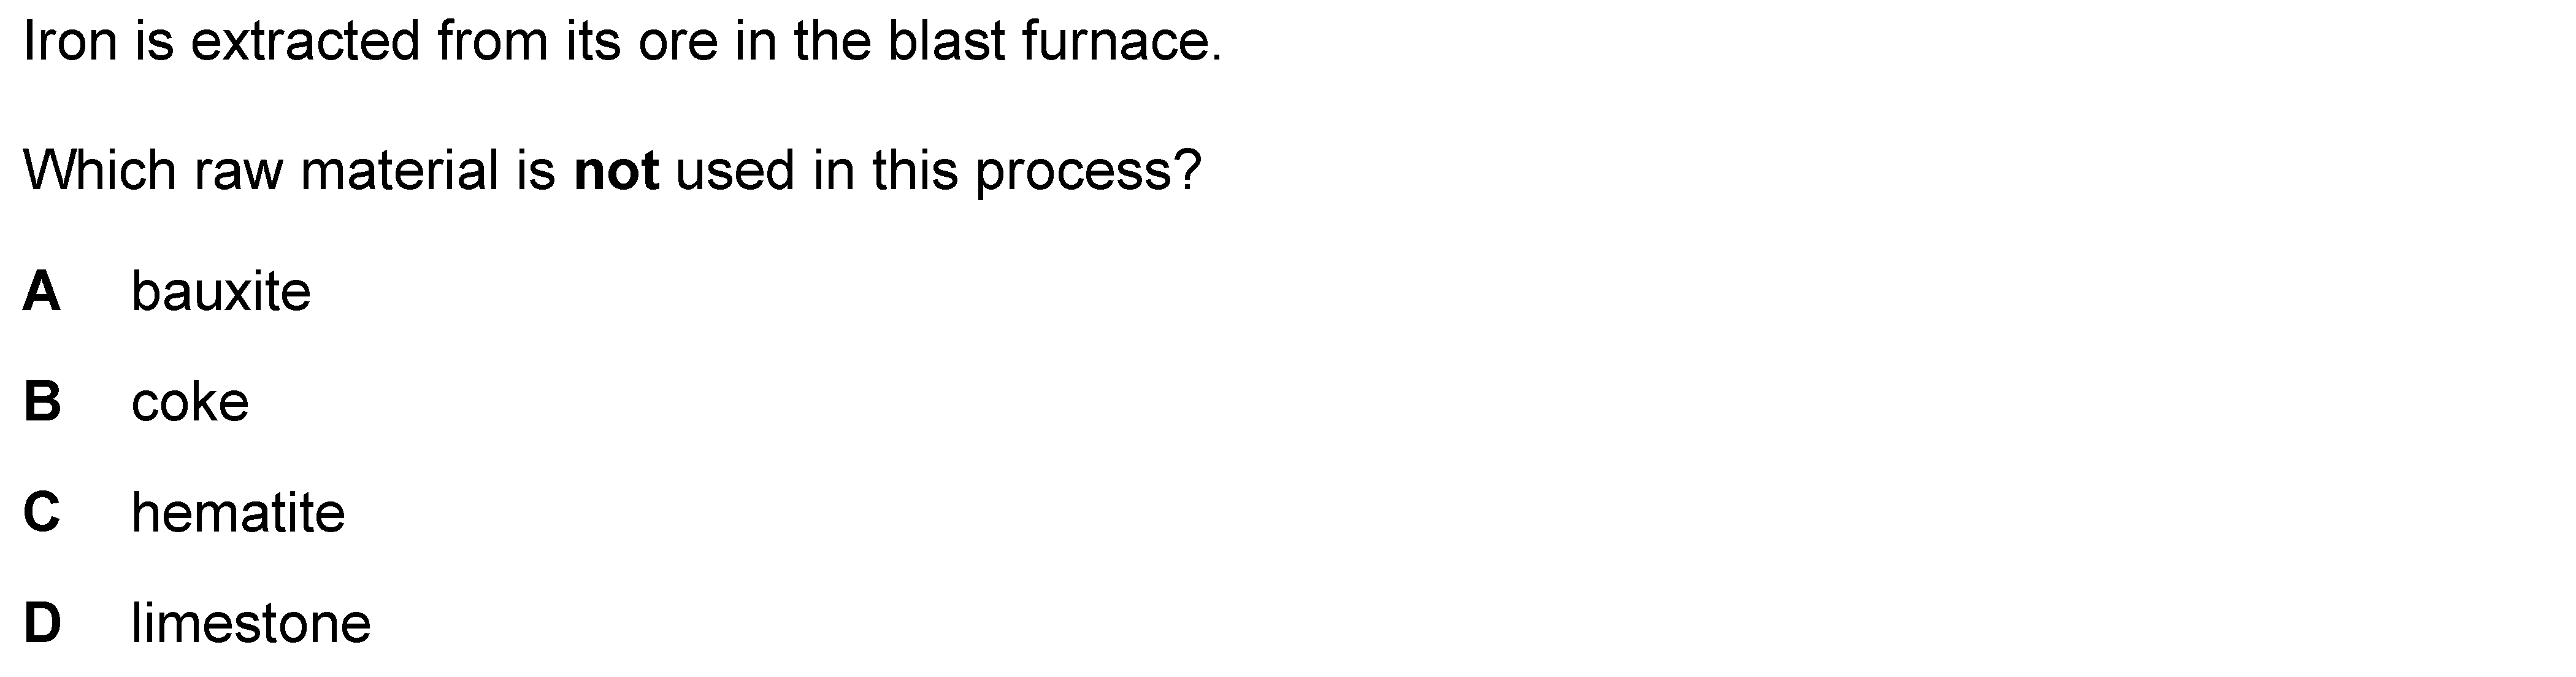 Iron is extracted from its ore in the blast furnace.
Which raw material is not used in this process?
A bauxite
B coke
C hematite
D limestone